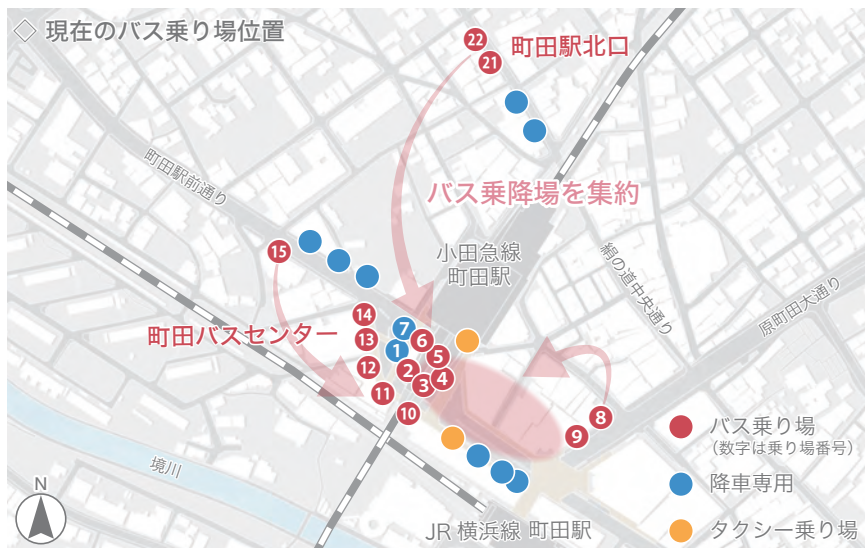 ◇ 現在のバス乗り場位置
22
21
町田駅北口
町田駅前通り
バス乗降場を集約
15
小田急線
町田駅
絹の道中央通り
原町田大通り
14
7
町田バスセンター
13
6
1
5
12
2
4
3
11
10
8
9
バス乗り場
(数字は乗り場番号)
境川
降車専用
N
JR 横浜線 町田駅
タクシー乗り場